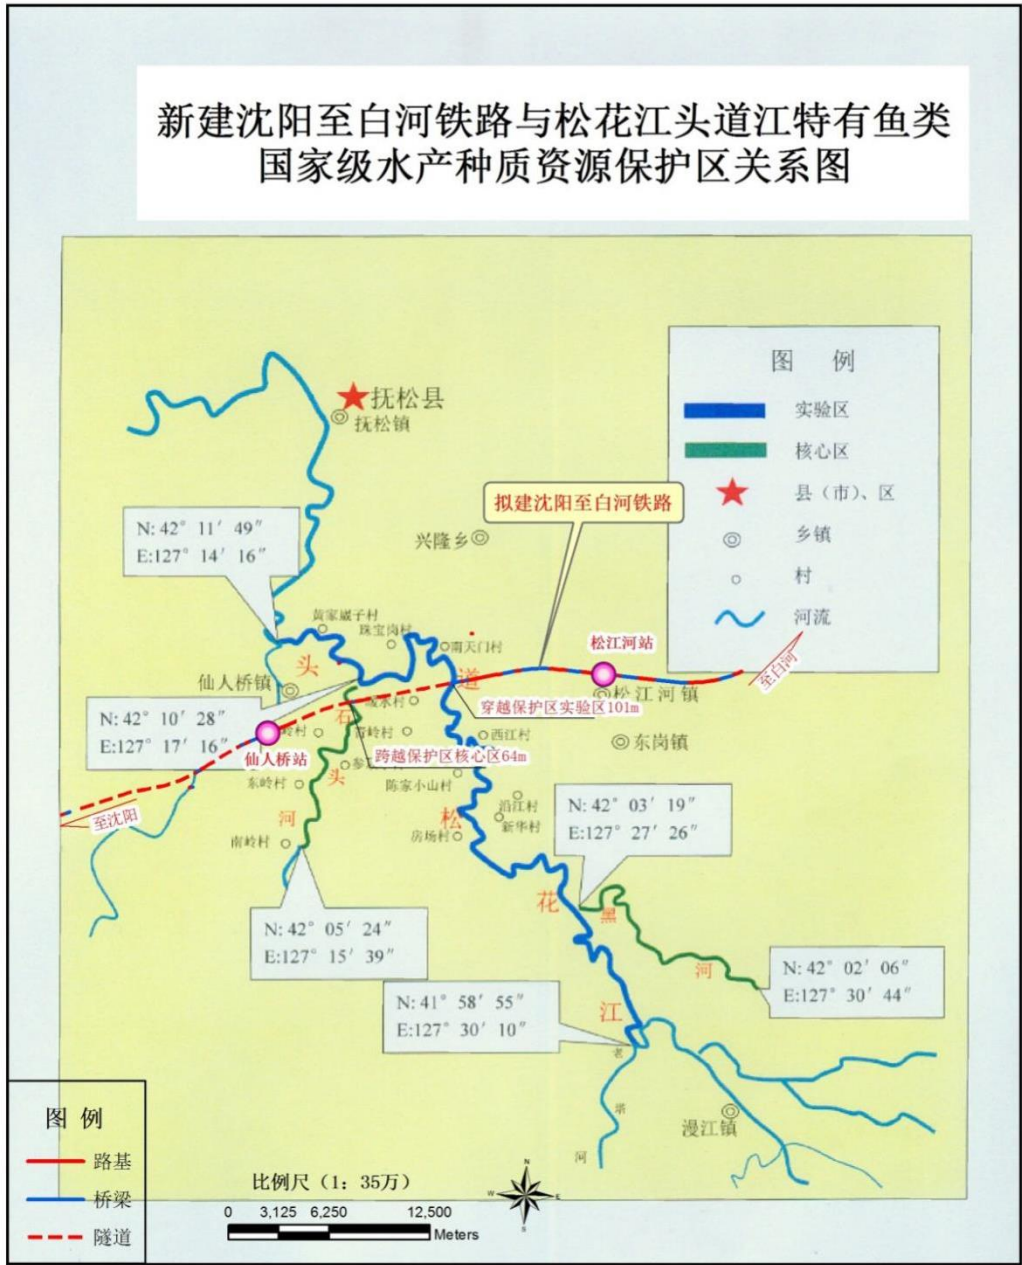 新建沈阳至白河铁路与松花江头道江特有鱼类
国家级水产种质资源保护区关系图
图 例
实验区
核心区
县（市）、区
乡镇
村
河流
抚松县
抚松镇
拟建沈阳至白河铁路
兴隆乡
N: 42° 11′ 49″
E:127° 14′ 16″
黄家崴子村
珠宝岗村
南天门村
松江河站
至白河
头
道
仙人桥镇
松江河镇
穿越保护区实验区101m
N: 42° 10′ 28″
E:127° 17′ 16″
石
西江村
东岗镇
仙人桥站
跨越保护区核心区64m
头
东岭村
陈家小山村
沿江村
新华村
至沈阳
河
松
南岭村
房场村
N: 42° 03′ 19″
E:127° 27′ 26″
花
黑
河
N: 42° 05′ 24″
E:127° 15′ 39″
N: 42° 02′ 06″
E:127° 30′ 44″
N: 41° 58′ 55″
E:127° 30′ 10″
江
老
塔
河
漫江镇
图 例
路基
桥梁
隧道
比例尺（1：35万）
0 3,125 6,250 12,500
Meters
N
W E
S